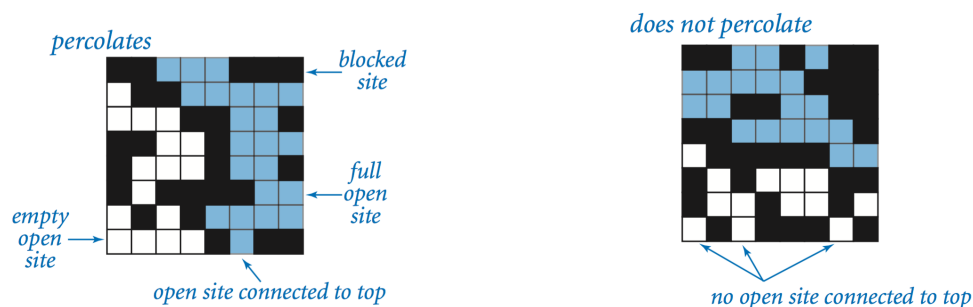 percolates
blocked
site
full
open
site
empty
open
site
open site connected to top
does not percolate
no open site connected to top